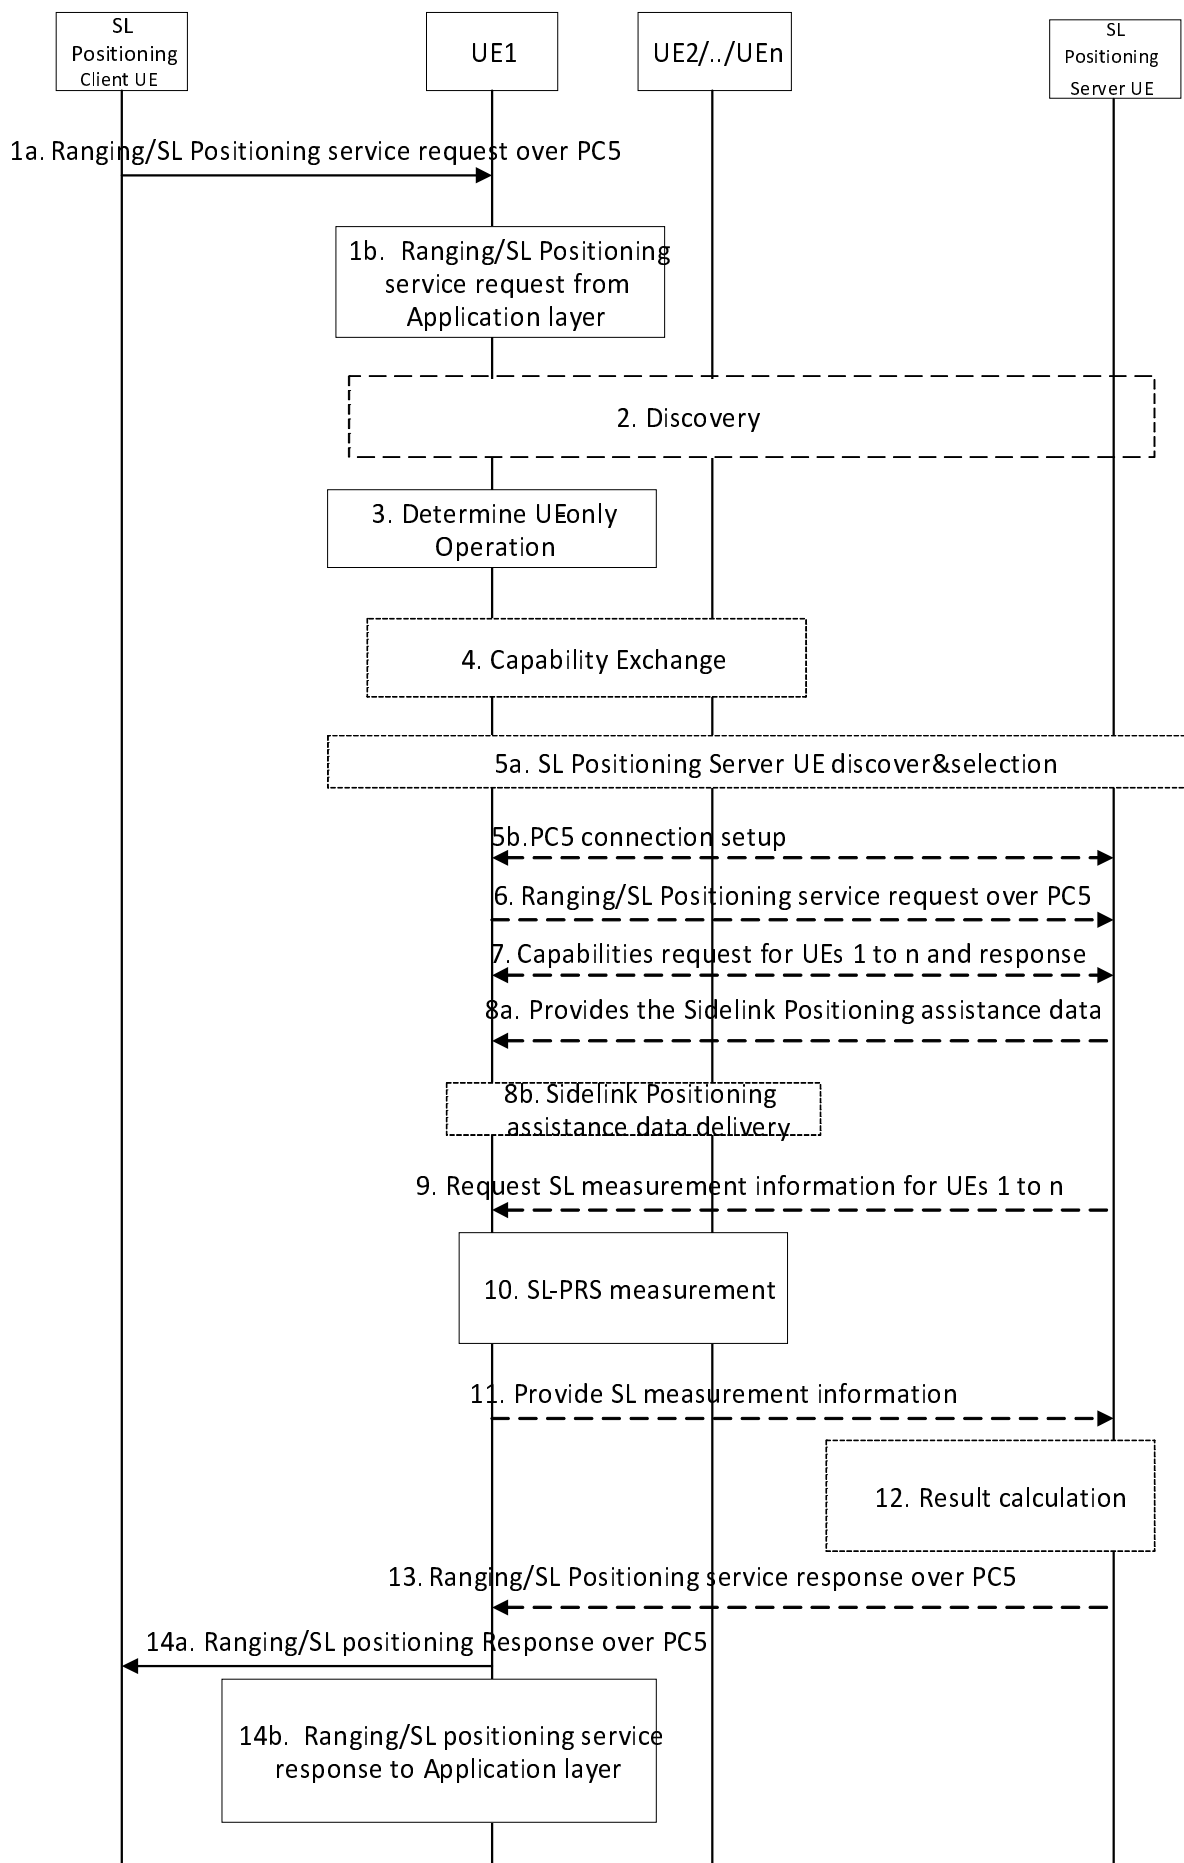 SL
Positioning
Client UE
UE1
UE2/../UEn
SL
Positioning
Server UE
1a. Ranging/SL Positioning service request over PC5
1b. Ranging/SL Positioning
service request from
Application layer
2. Discovery
3. Determine UE-only
Operation
4. Capability Exchange
5a. SL Positioning Server UE discover&selection
5b.PC5 connection setup
6. Ranging/SL Positioning service request over PC5
7. Capabilities request for UEs 1 to n and response
8a. Provides the Sidelink Positioning assistance data
8b. Sidelink Positioning
assistance data delivery
9. Request SL measurement information for UEs 1 to n
10. SL-PRS measurement
11. Provide SL measurement information
12. Result calculation
13. Ranging/SL Positioning service response over PC5
14a. Ranging/SL positioning Response over PC5
14b. Ranging/SL positioning service
response to Application layer